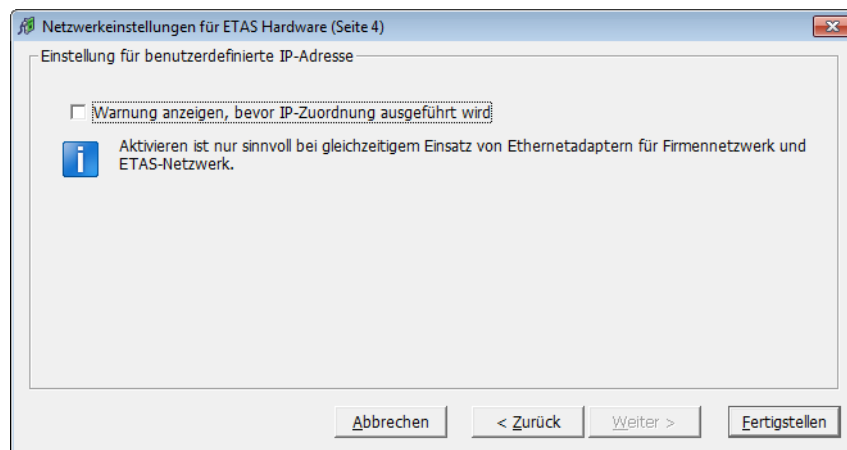 Netzwerkeinstellungen für ETAS Hardware (Seite 4)
Einstellung für benutzerdefinierte IP-Adresse
Warnung anzeigen, bevor IP-Zuordnung ausgeführt wird
Aktivieren ist nur sinnvoll bei gleichzeitigem Einsatz von Ethernetadaptern für Firmennetzwerk und
ETAS-Netzwerk.
Abbrechen < Zurück Weiter > Fertigstellen